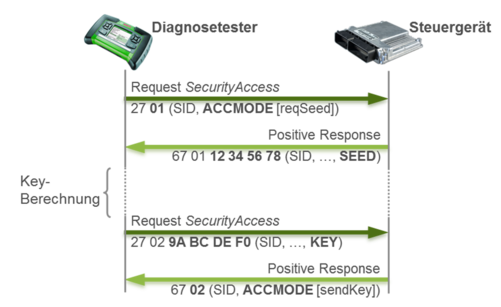 Diagnosetester
Steuergerät
Request SecurityAccess
27 01 (SID, ACCMODE [reqSeed])
Positive Response
67 01 12 34 56 78 (SID, ..., SEED)
Key-
Berechnung
Request SecurityAccess
27 02 9A BC DE F0 (SID, ..., KEY)
Positive Response
67 02 (SID, ACCMODE [sendKey])